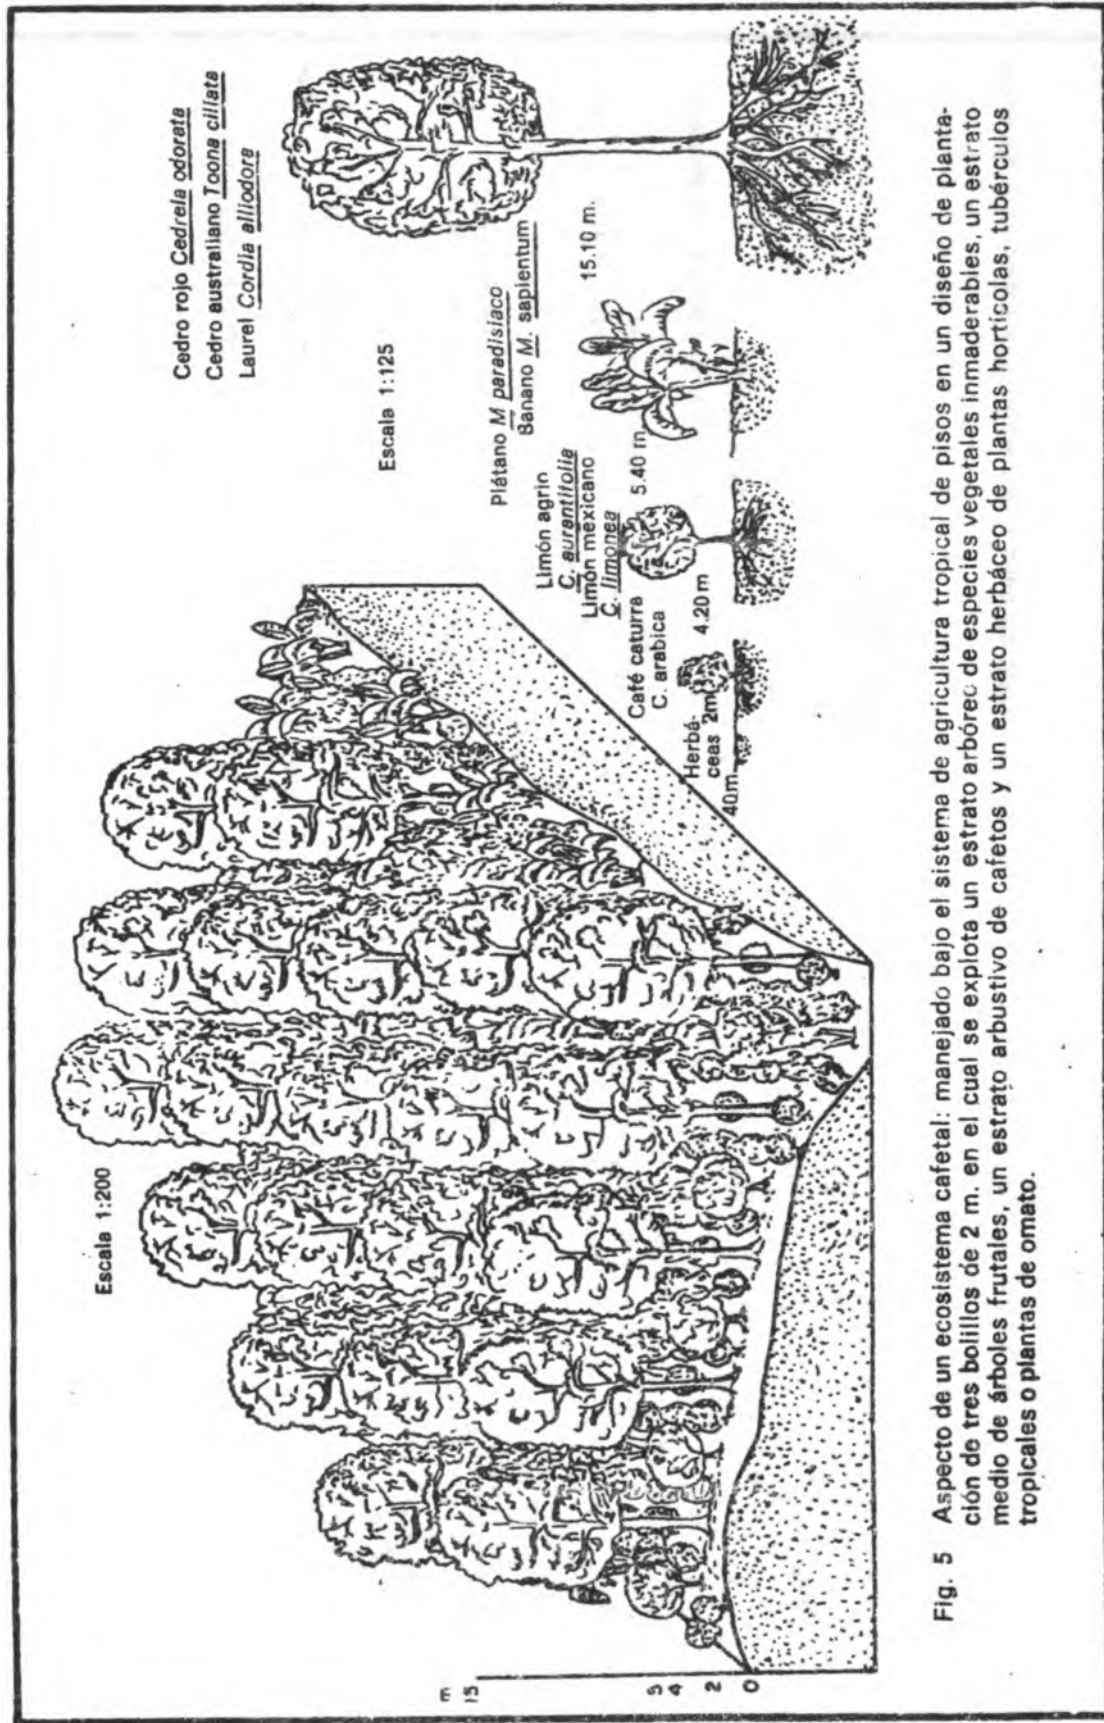 Cedro rojo Cedrela odorata
Cedro australiano Toona cillata
Laurel Cordia alliodore
Escala 1:200
Escala 1:125
Plátano M paradisiaco
Banano M. sapientum
15.10 m.
Limón agrin
C. aurantifolia
Limón mexicano
C. limonea
5.40 m
Café caturra
C. arabica
4.20 m
Herbá-
ceas 2m
40m
m
15
5
4
2
0
Fig. 5 Aspecto de un ecosistema cafetal: manejado bajo el sistema de agricultura tropical de pisos en un diseño de planta-
ción de tres bolillos de 2 m. en el cual se explota un estrato arbóreo de especies vegetales inmaderables, un estrato
medio de árboles frutales, un estrato arbustivo de cafetos y un estrato herbáceo de plantas hortícolas, tubérculos
tropicales o plantas de ornato.